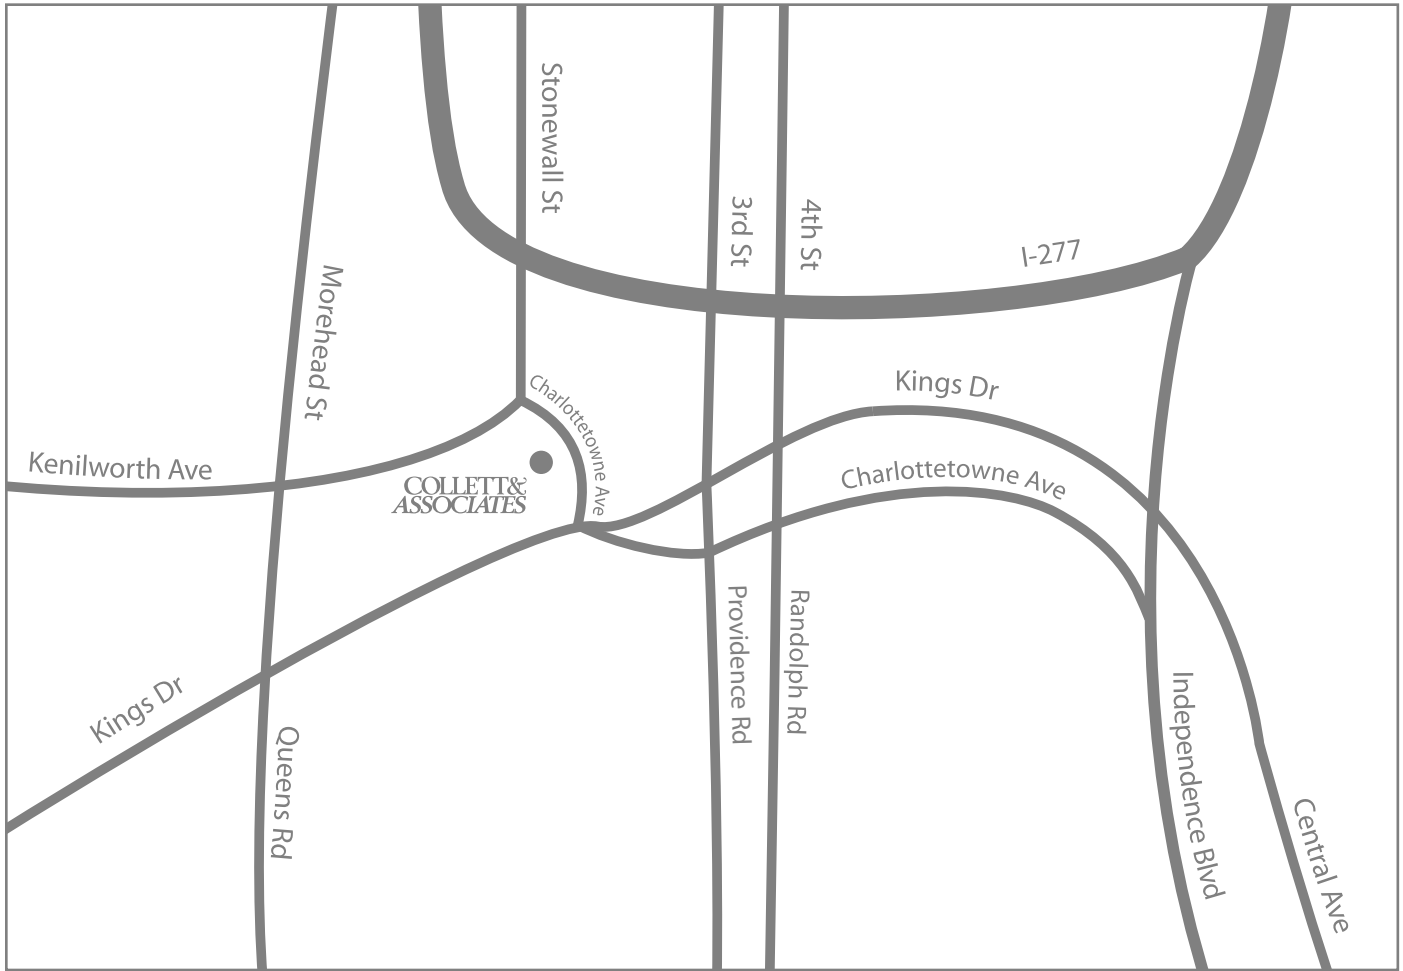 Stonewall St
3rd St
4th St
I-277
Morehead St
Kings Dr
Charlottetowne Ave
Kenilworth Ave
Charlottetowne Ave
COLLETT&
ASSOCIATES
Providence Rd
Randolph Rd
Kings Dr
Independence Blvd
Queens Rd
Central Ave